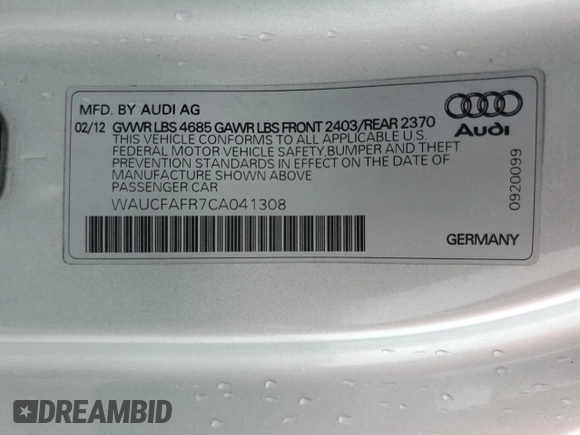 MFD. BY AUDI AG
02/12 GVWR LBS 4685 GAWR LBS FRONT 2403/REAR 2370
THIS VEHICLE CONFORMS TO ALL APPLICABLE U.S.
FEDERAL MOTOR VEHICLE SAFETY,BUMPER AND THEFT
PREVENTION STANDARDS IN EFFECT ON THE DATE OF
MANUFACTURE SHOWN ABOVE
PASSENGER CAR
WAUCFAFR7CA041308
Audi
0920099
GERMANY
DREAMBID